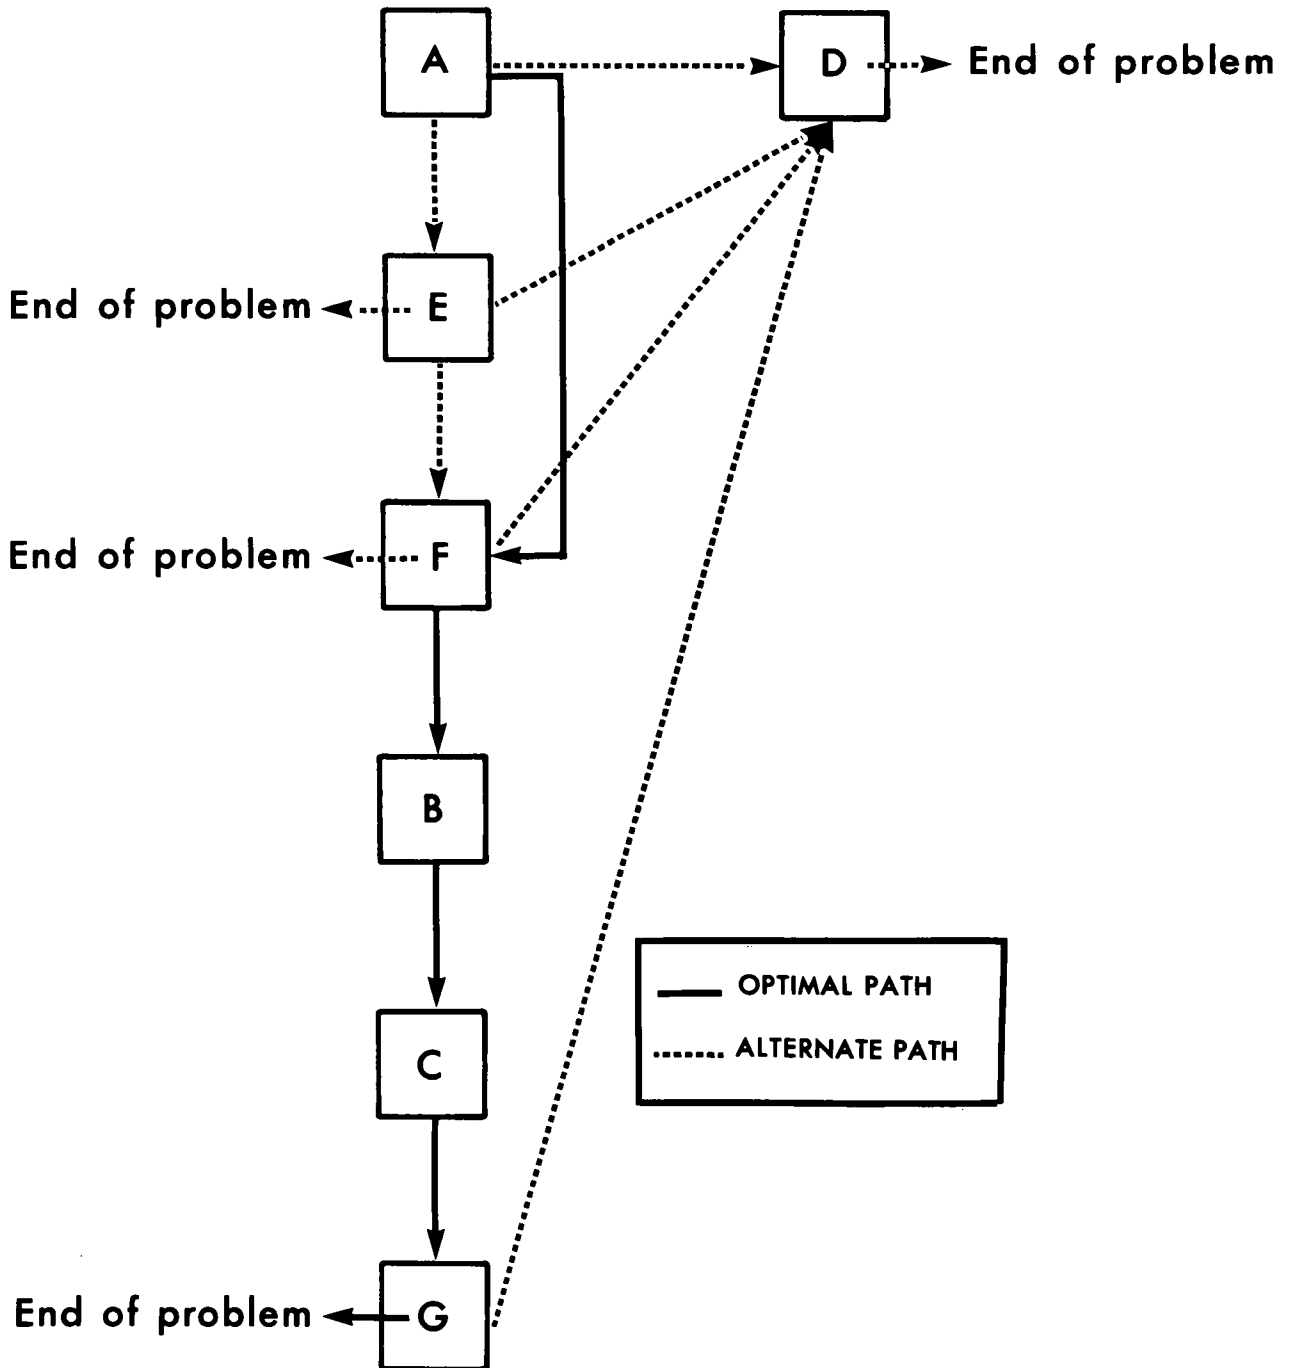 A
D
End of problem
End of problem
E
End of problem
F
B
OPTIMAL PATH
ALTERNATE PATH
C
End of problem
G